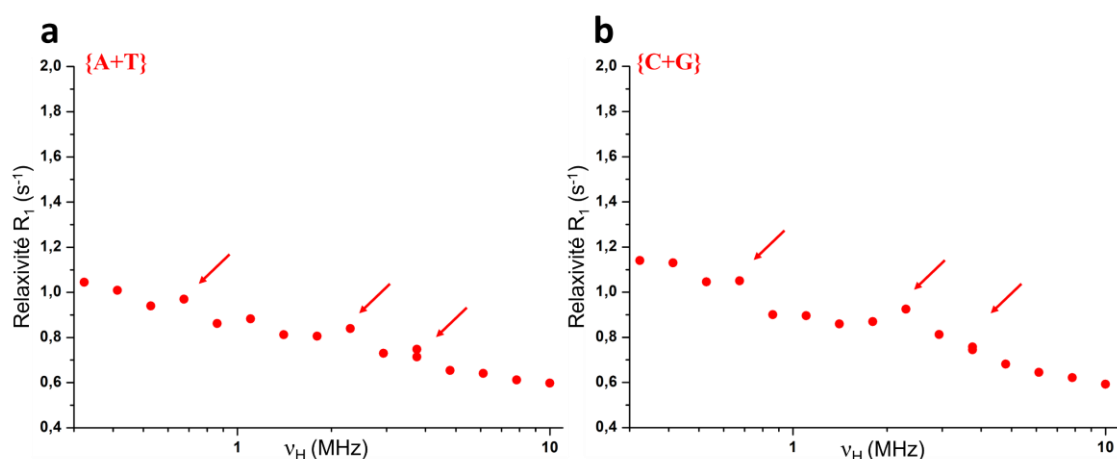 a
{A+T}
2,0
1,8
1,6
1,4
1,2
1,0
0,8
0,6
0,4
Relaxivité R1 (s-1)
1
10
νH (MHz)
b
{C+G}
2,0
1,8
1,6
1,4
1,2
1,0
0,8
0,6
0,4
Relaxivité R1 (s-1)
1
10
νH (MHz)